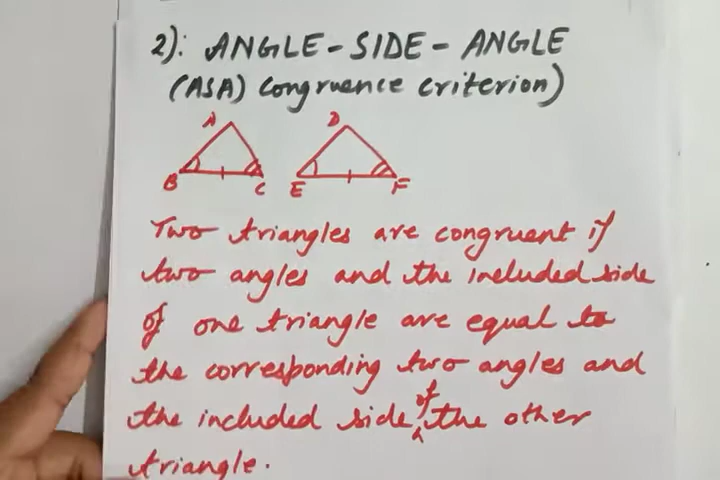 2): ANGLE-SIDE-ANGLE
(ASA) Congruence criterion)
A D
B C E F
Two triangles are congruent if
two angles and the included side
of one triangle are equal to
the corresponding two angles and
the included side of the other
triangle.